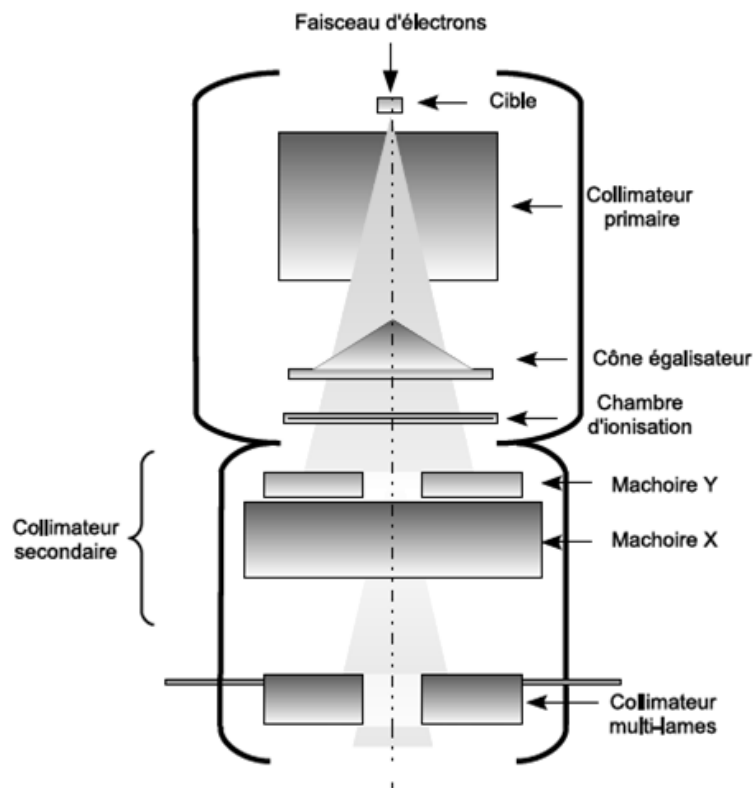 Faisceau d'électrons
Cible
Collimateur
primaire
Cône égalisateur
Chambre
d'ionisation
Machoire Y
Collimateur
secondaire
Machoire X
Collimateur
multi-lames